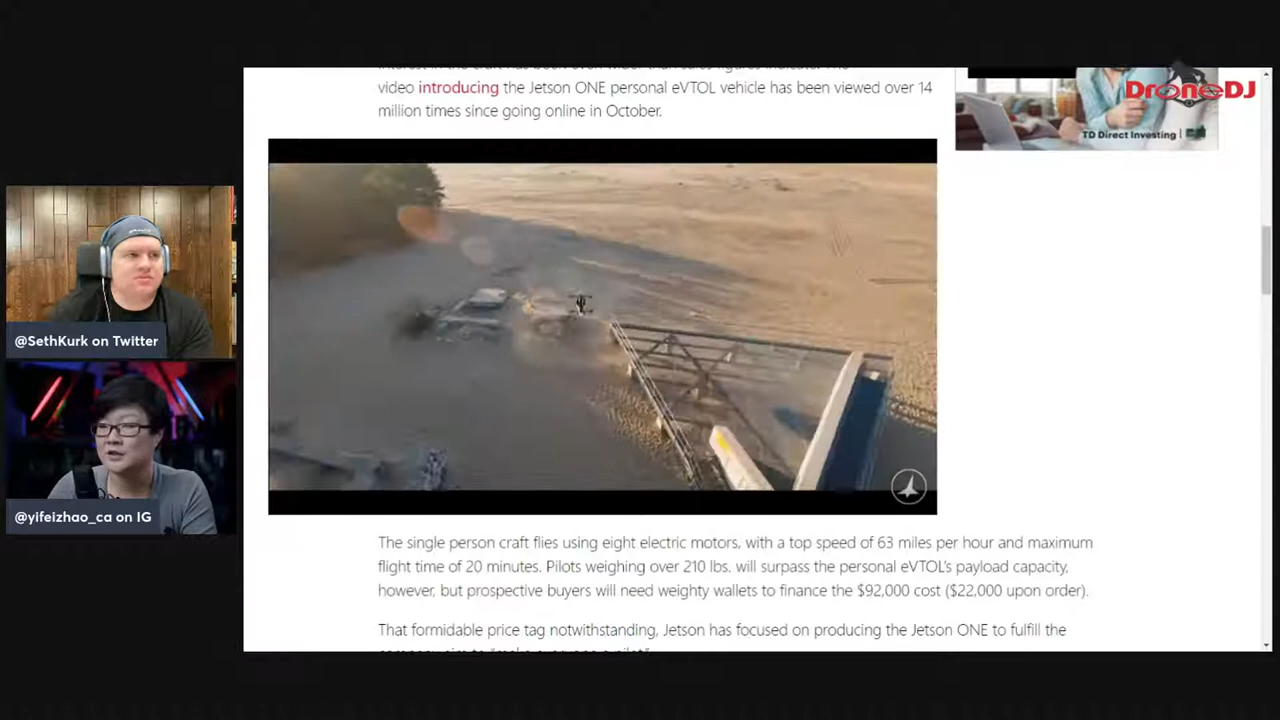 DroneDJ
video introducing the Jetson ONE personal eVTOL vehicle has been viewed over 14
million times since going online in October.
TD Direct Investing |
@SethKurk on Twitter
@yifeizhao_ca on IG
The single person craft flies using eight electric motors, with a top speed of 63 miles per hour and maximum
flight time of 20 minutes. Pilots weighing over 210 lbs. will surpass the personal eVTOL's payload capacity,
however, but prospective buyers will need weighty wallets to finance the $92,000 cost ($22,000 upon order).
That formidable price tag notwithstanding, Jetson has focused on producing the Jetson ONE to fulfill the